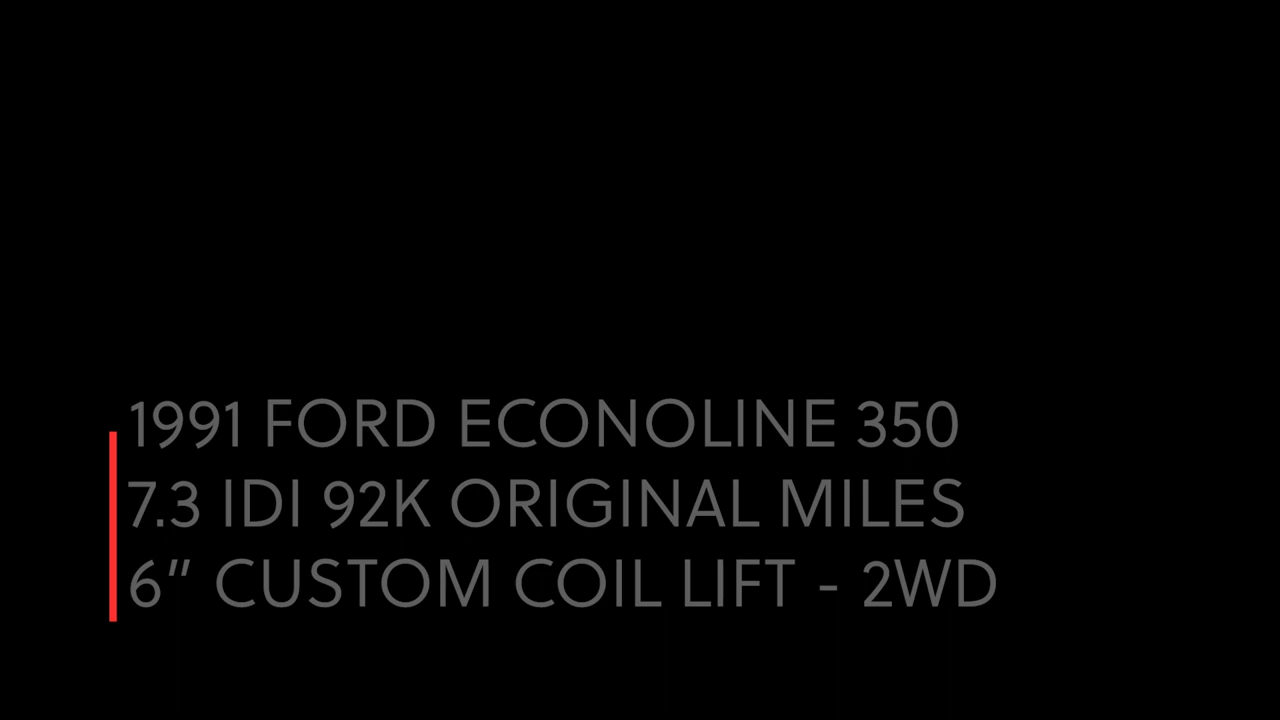 1991 FORD ECONOLINE 350
7.3 IDI 92K ORIGINAL MILES
6” CUSTOM COIL LIFT - 2WD